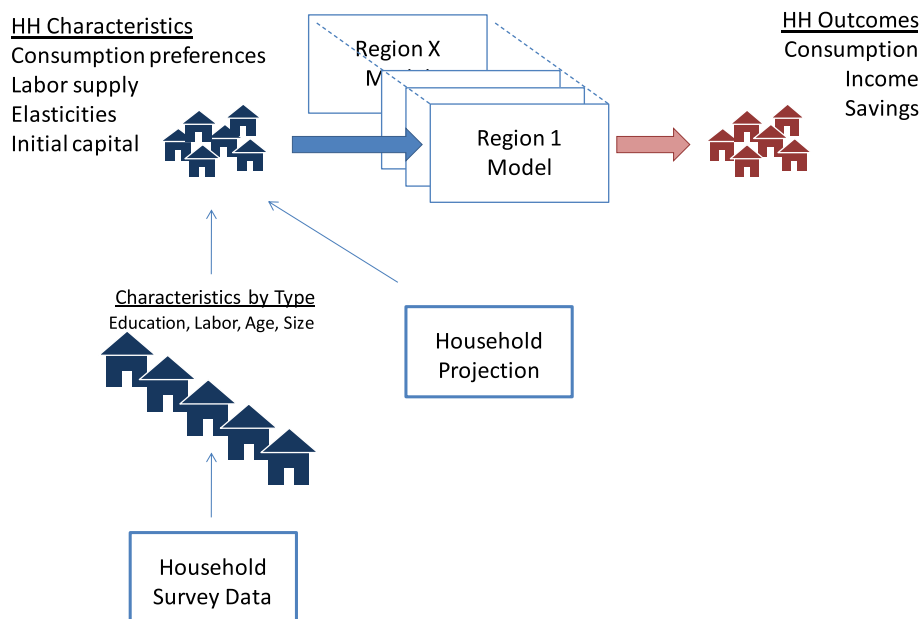 HH Characteristics
Consumption preferences
Labor supply
Elasticities
Initial capital
Region X
Region 1
Model
HH Outcomes
Consumption
Income
Savings
Characteristics by Type
Education, Labor, Age, Size
Household
Projection
Household
Survey Data